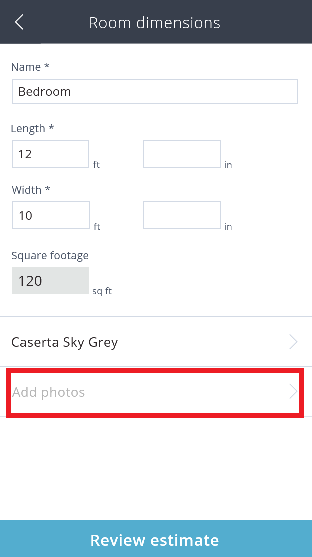 Room dimensions
Name *
Bedroom
Length *
12 ft in
Width *
10 ft in
Square footage
120 sq ft
Caserta Sky Grey
Add photos
Review estimate